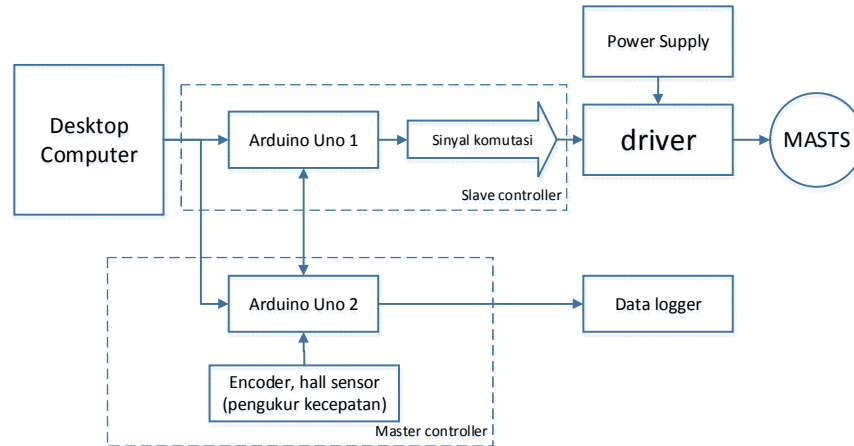 Power Supply
Desktop
Computer
Arduino Uno 1
Sinyal komutasi
driver
MASTS
Slave controller
Arduino Uno 2
Data logger
Encoder, hall sensor
(pengukur kecepatan)
Master controller